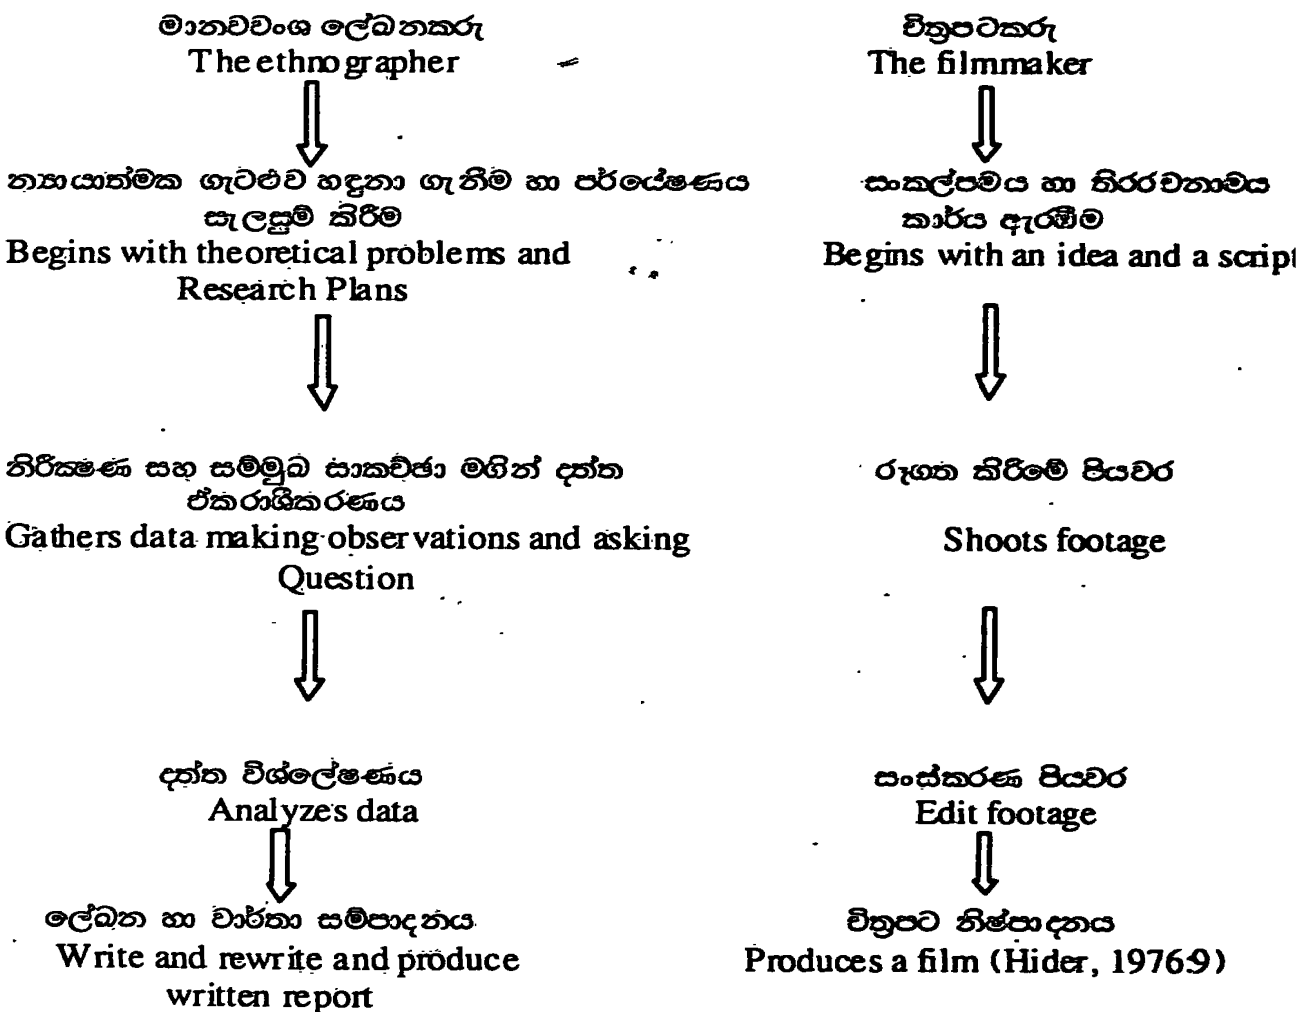 මානවවංශ ලේඛනකරු
The ethnographer
න්‍යායාත්මක ගැටළුව හඳුනා ගැනීම හා පර්යේෂණය
සැලසුම් කිරීම
Begins with theoretical problems and
Research Plans
නිරීක්‍ෂණ සහ සම්මුඛ සාකච්ඡා මගින් දත්ත
ඒකරාශීකරණය
Gathers data making observations and asking
Question
දත්ත විශ්ලේෂණය
Analyzes data
ලේඛන හා වාර්තා සම්පාදනය
Write and rewrite and produce
written report
චිත්‍රපටකරු
The filmmaker
සංකල්පමය හා තිරරචනාමය
කාර්ය ඇරඹීම
Begins with an idea and a script
රූගත කිරීමේ පියවර
Shoots footage
සංස්කරණ පියවර
Edit footage
චිත්‍රපට නිෂ්පාදනය
Produces a film (Hider, 1976:9)